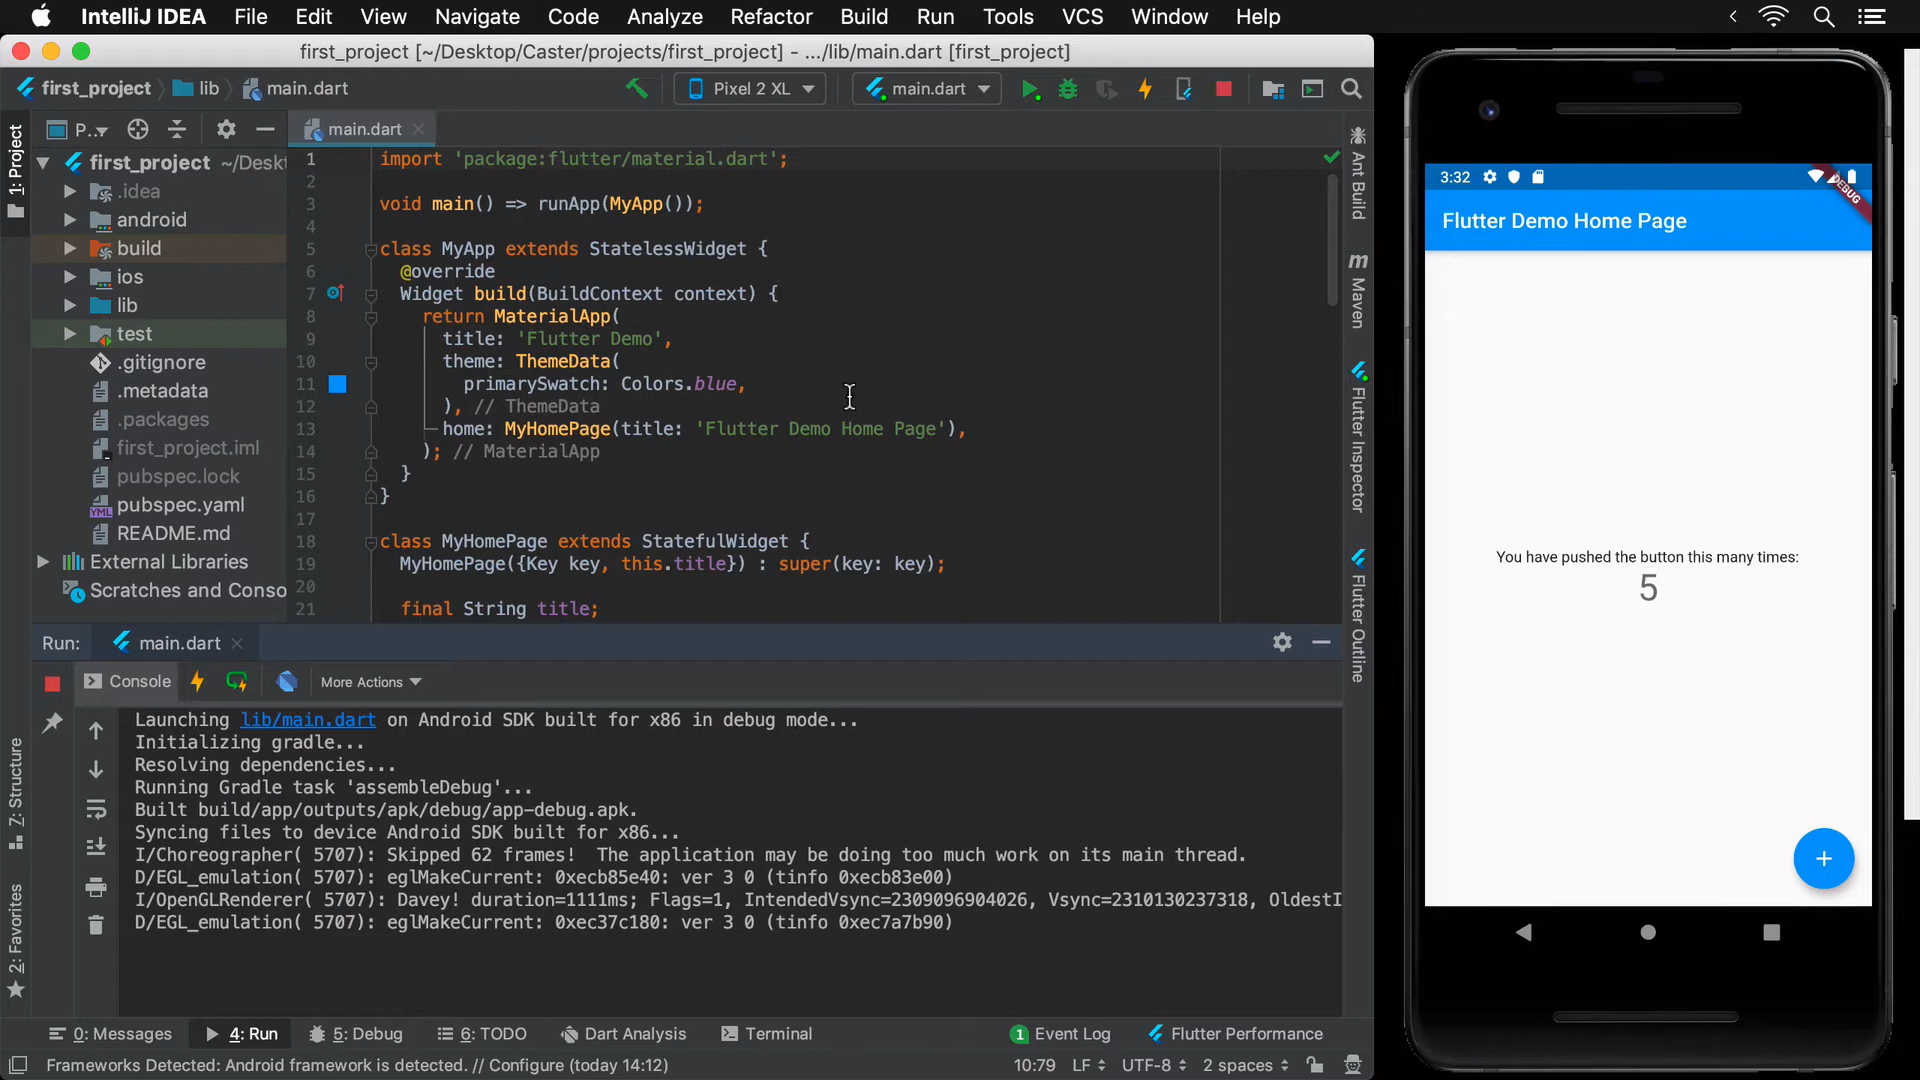 IntelliJ IDEA File Edit View Navigate Code Analyze Refactor Build Run Tools VCS Window Help
first_project [~/Desktop/Caster/projects/first_project] - .../lib/main.dart [first_project]
first_project lib main.dart Pixel 2 XL main.dart
1: Project
P... main.dart
first_project ~/Desk
.idea
android
build
ios
lib
test
.gitignore
.metadata
.packages
first_project.iml
pubspec.lock
pubspec.yaml
README.md
External Libraries
Scratches and Conso
1 import 'package:flutter/material.dart';
2
3 void main() => runApp(MyApp());
4
5 class MyApp extends StatelessWidget {
6 @override
7 Widget build(BuildContext context) {
8 return MaterialApp(
9 title: 'Flutter Demo',
10 theme: ThemeData(
11 primarySwatch: Colors.blue,
12 ), // ThemeData
13 home: MyHomePage(title: 'Flutter Demo Home Page'),
14 ); // MaterialApp
15 }
16 }
17
18 class MyHomePage extends StatefulWidget {
19 MyHomePage({Key key, this.title}) : super(key: key);
20
21 final String title;
Ant Build
m Maven
Flutter Inspector
Flutter Outline
Run: main.dart
Console More Actions
Launching lib/main.dart on Android SDK built for x86 in debug mode...
Initializing gradle...
Resolving dependencies...
Running Gradle task 'assembleDebug'...
Built build/app/outputs/apk/debug/app-debug.apk.
Syncing files to device Android SDK built for x86...
I/Choreographer( 5707): Skipped 62 frames!  The application may be doing too much work on its main thread.
D/EGL_emulation( 5707): eglMakeCurrent: 0xecb85e40: ver 3 0 (tinfo 0xecb83e00)
I/OpenGLRenderer( 5707): Davey! duration=1111ms; Flags=1, IntendedVsync=2309096904026, Vsync=2310130237318, OldestI
D/EGL_emulation( 5707): eglMakeCurrent: 0xec37c180: ver 3 0 (tinfo 0xec7a7b90)
Z: Structure
2: Favorites
0: Messages 4: Run 5: Debug 6: TODO Dart Analysis Terminal 1 Event Log Flutter Performance
Frameworks Detected: Android framework is detected. // Configure (today 14:12) 10:79 LF UTF-8 2 spaces
3:32
DEBUG
Flutter Demo Home Page
You have pushed the button this many times:
5
+